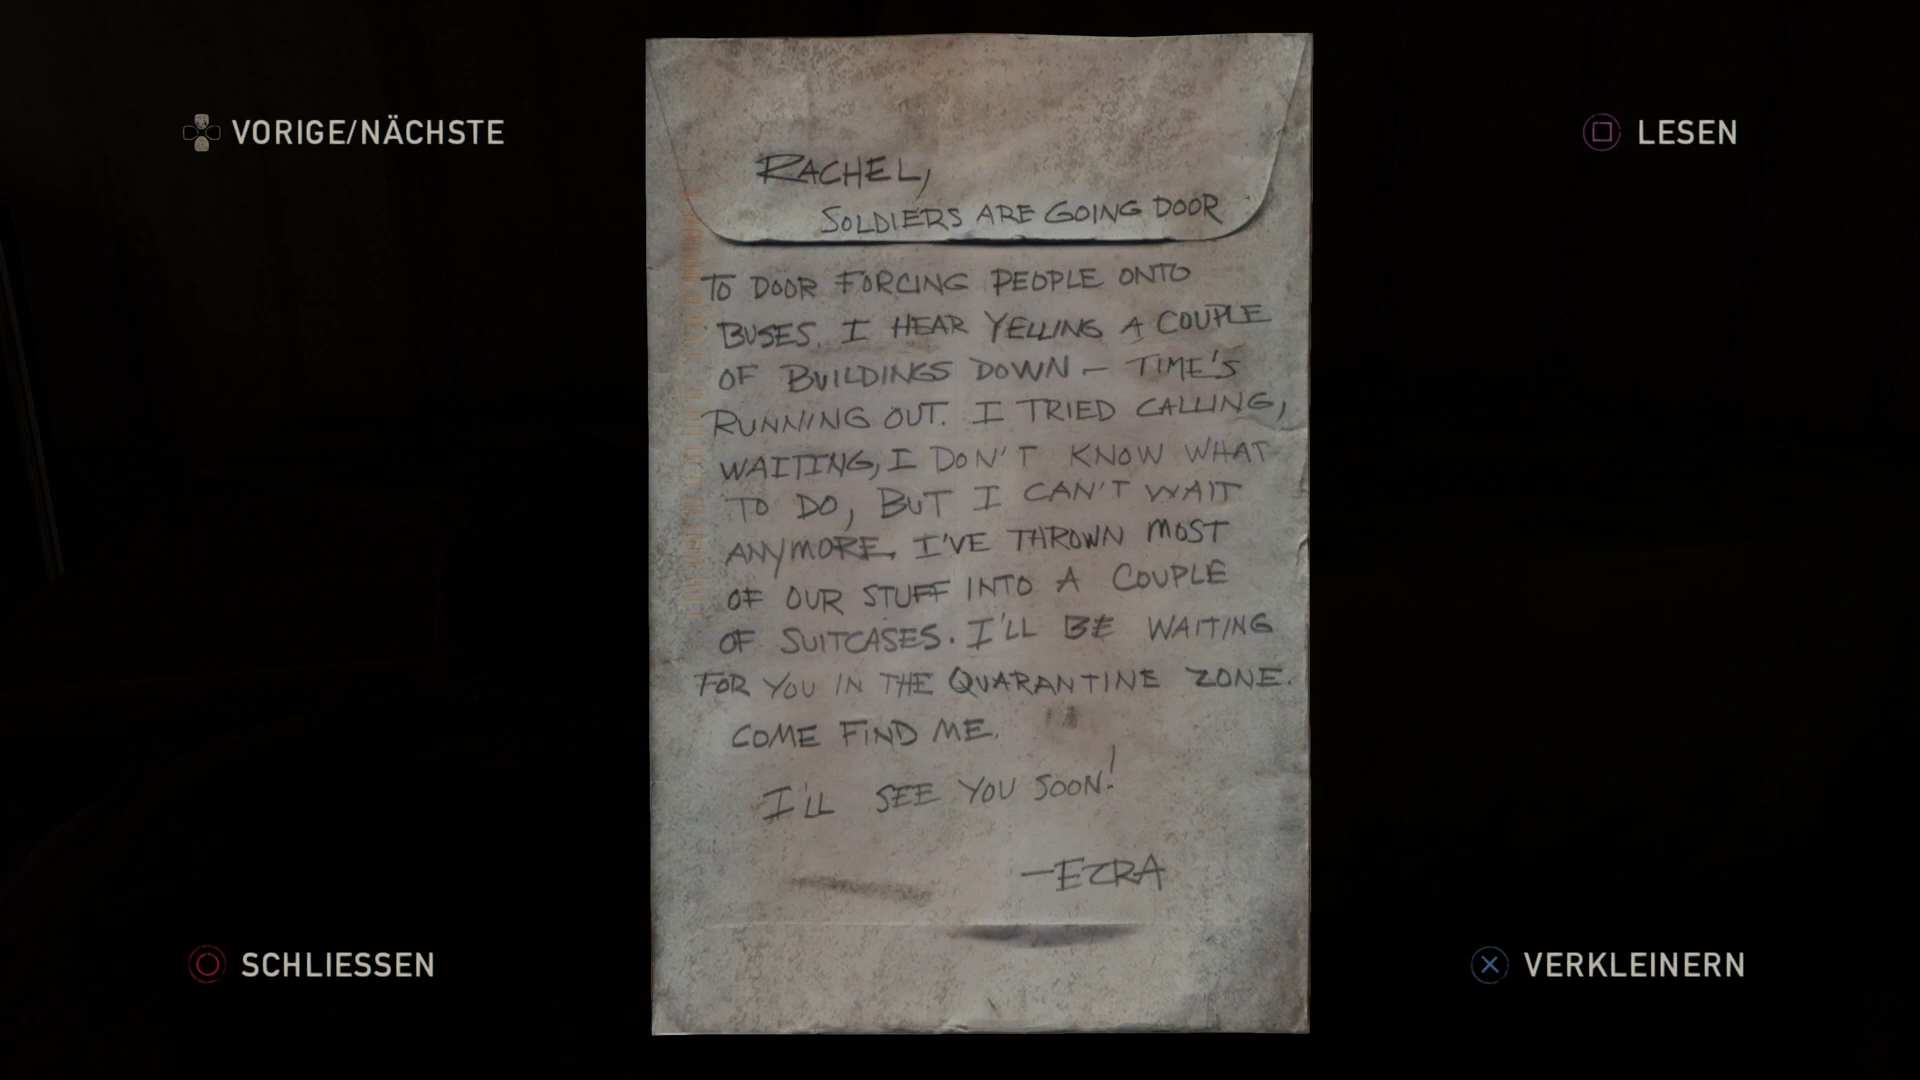 VORIGE/NÄCHSTE
LESEN
RACHEL,
SOLDIERS ARE GOING DOOR
TO DOOR FORCING PEOPLE ONTO
BUSES. I HEAR YELLING A COUPLE
OF BUILDINGS DOWN – TIME'S
RUNNING OUT. I TRIED CALLING,
WAITING, I DON'T KNOW WHAT
TO DO, BUT I CAN'T WAIT
ANYMORE. I'VE THROWN MOST
OF OUR STUFF INTO A COUPLE
OF SUITCASES. I'LL BE WAITING
FOR YOU IN THE QUARANTINE ZONE.
COME FIND ME.
I'LL SEE YOU SOON!
—EZRA
SCHLIESSEN
VERKLEINERN